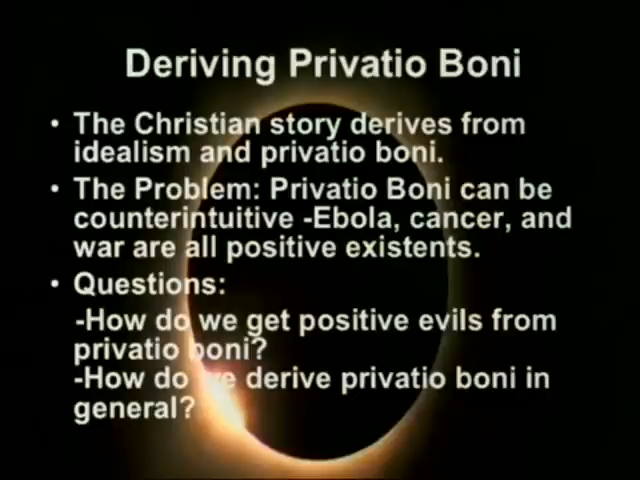 Deriving Privatio Boni
• The Christian story derives from
idealism and privatio boni.
• The Problem: Privatio Boni can be
counterintuitive -Ebola, cancer, and
war are all positive existents.
• Questions:
-How do we get positive evils from
privatio boni?
-How do we derive privatio boni in
general?